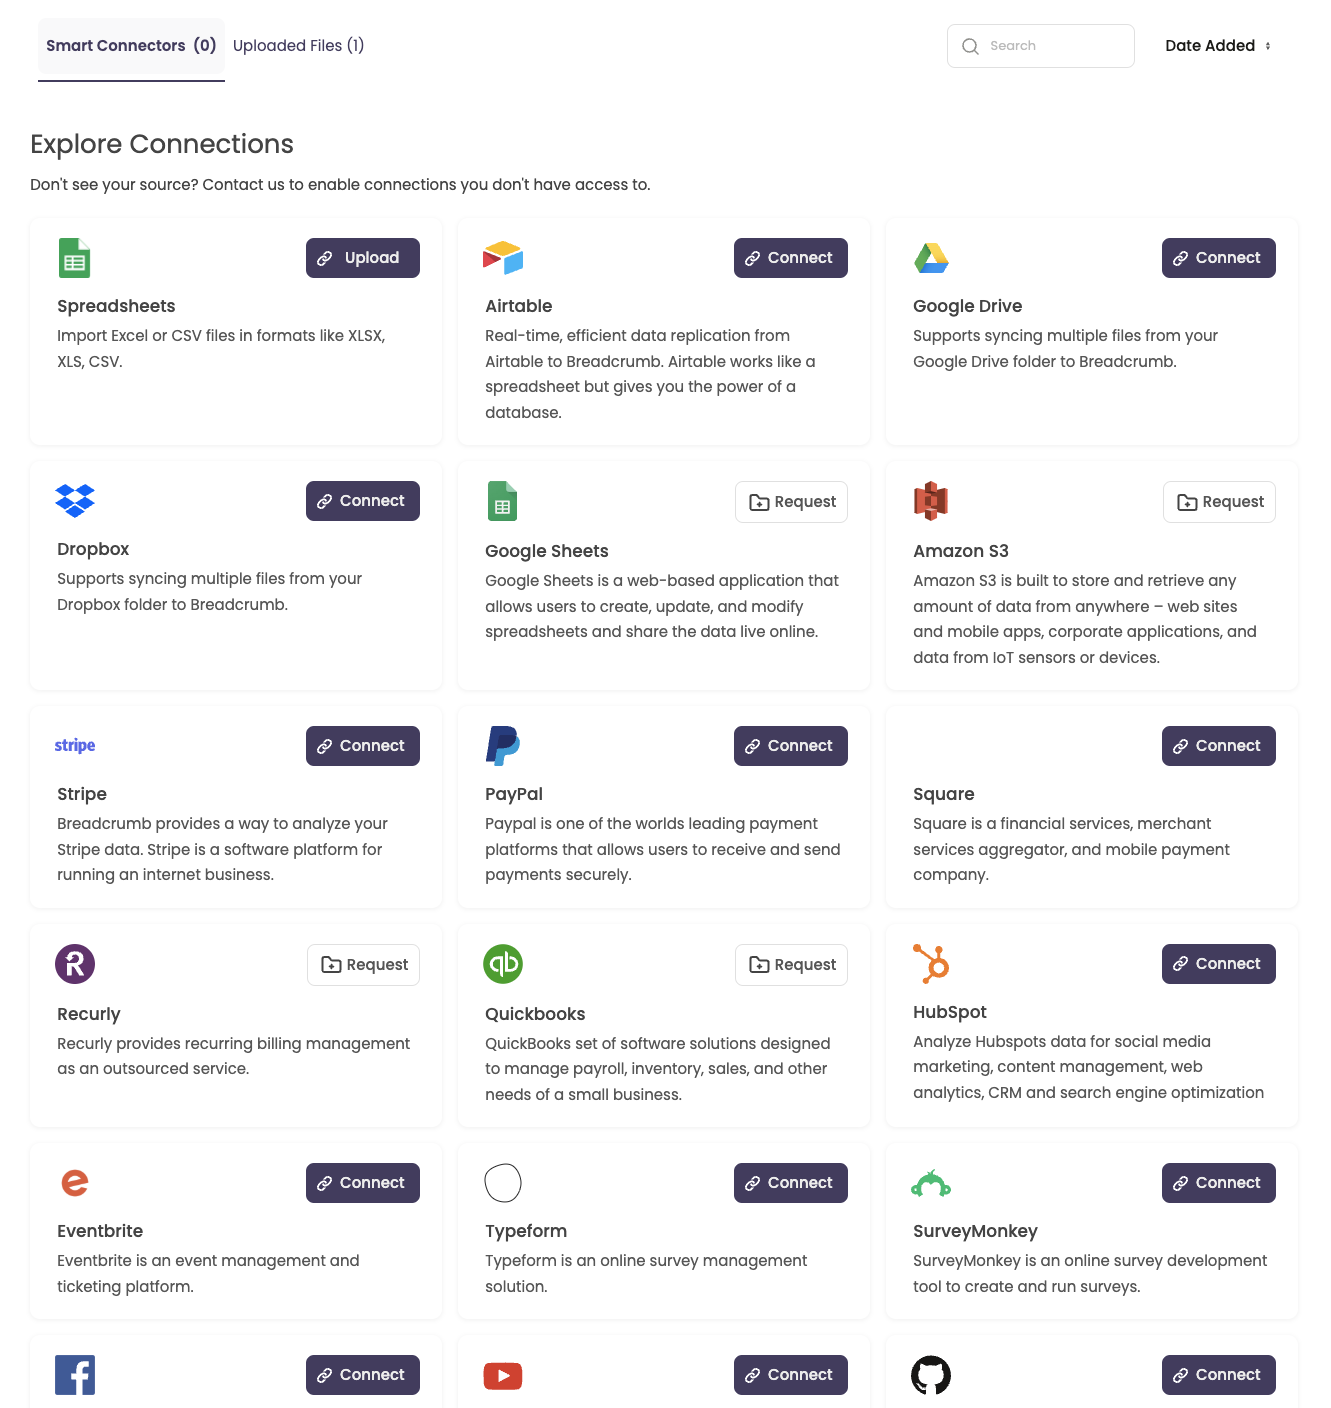 Smart Connectors (0) Uploaded Files (1) Search Date Added
Explore Connections
Don't see your source? Contact us to enable connections you don't have access to.
Upload
Spreadsheets
Import Excel or CSV files in formats like XLSX,
XLS, CSV.
Connect
Airtable
Real-time, efficient data replication from
Airtable to Breadcrumb. Airtable works like a
spreadsheet but gives you the power of a
database.
Connect
Google Drive
Supports syncing multiple files from your
Google Drive folder to Breadcrumb.
Connect
Dropbox
Supports syncing multiple files from your
Dropbox folder to Breadcrumb.
Request
Google Sheets
Google Sheets is a web-based application that
allows users to create, update, and modify
spreadsheets and share the data live online.
Request
Amazon S3
Amazon S3 is built to store and retrieve any
amount of data from anywhere – web sites
and mobile apps, corporate applications, and
data from IoT sensors or devices.
stripe Connect
Stripe
Breadcrumb provides a way to analyze your
Stripe data. Stripe is a software platform for
running an internet business.
Connect
PayPal
Paypal is one of the worlds leading payment
platforms that allows users to receive and send
payments securely.
Connect
Square
Square is a financial services, merchant
services aggregator, and mobile payment
company.
Request
Recurly
Recurly provides recurring billing management
as an outsourced service.
qb Request
Quickbooks
QuickBooks set of software solutions designed
to manage payroll, inventory, sales, and other
needs of a small business.
Connect
HubSpot
Analyze Hubspots data for social media
marketing, content management, web
analytics, CRM and search engine optimization
e Connect
Eventbrite
Eventbrite is an event management and
ticketing platform.
Connect
Typeform
Typeform is an online survey management
solution.
Connect
SurveyMonkey
SurveyMonkey is an online survey development
tool to create and run surveys.
f Connect
Connect
Connect